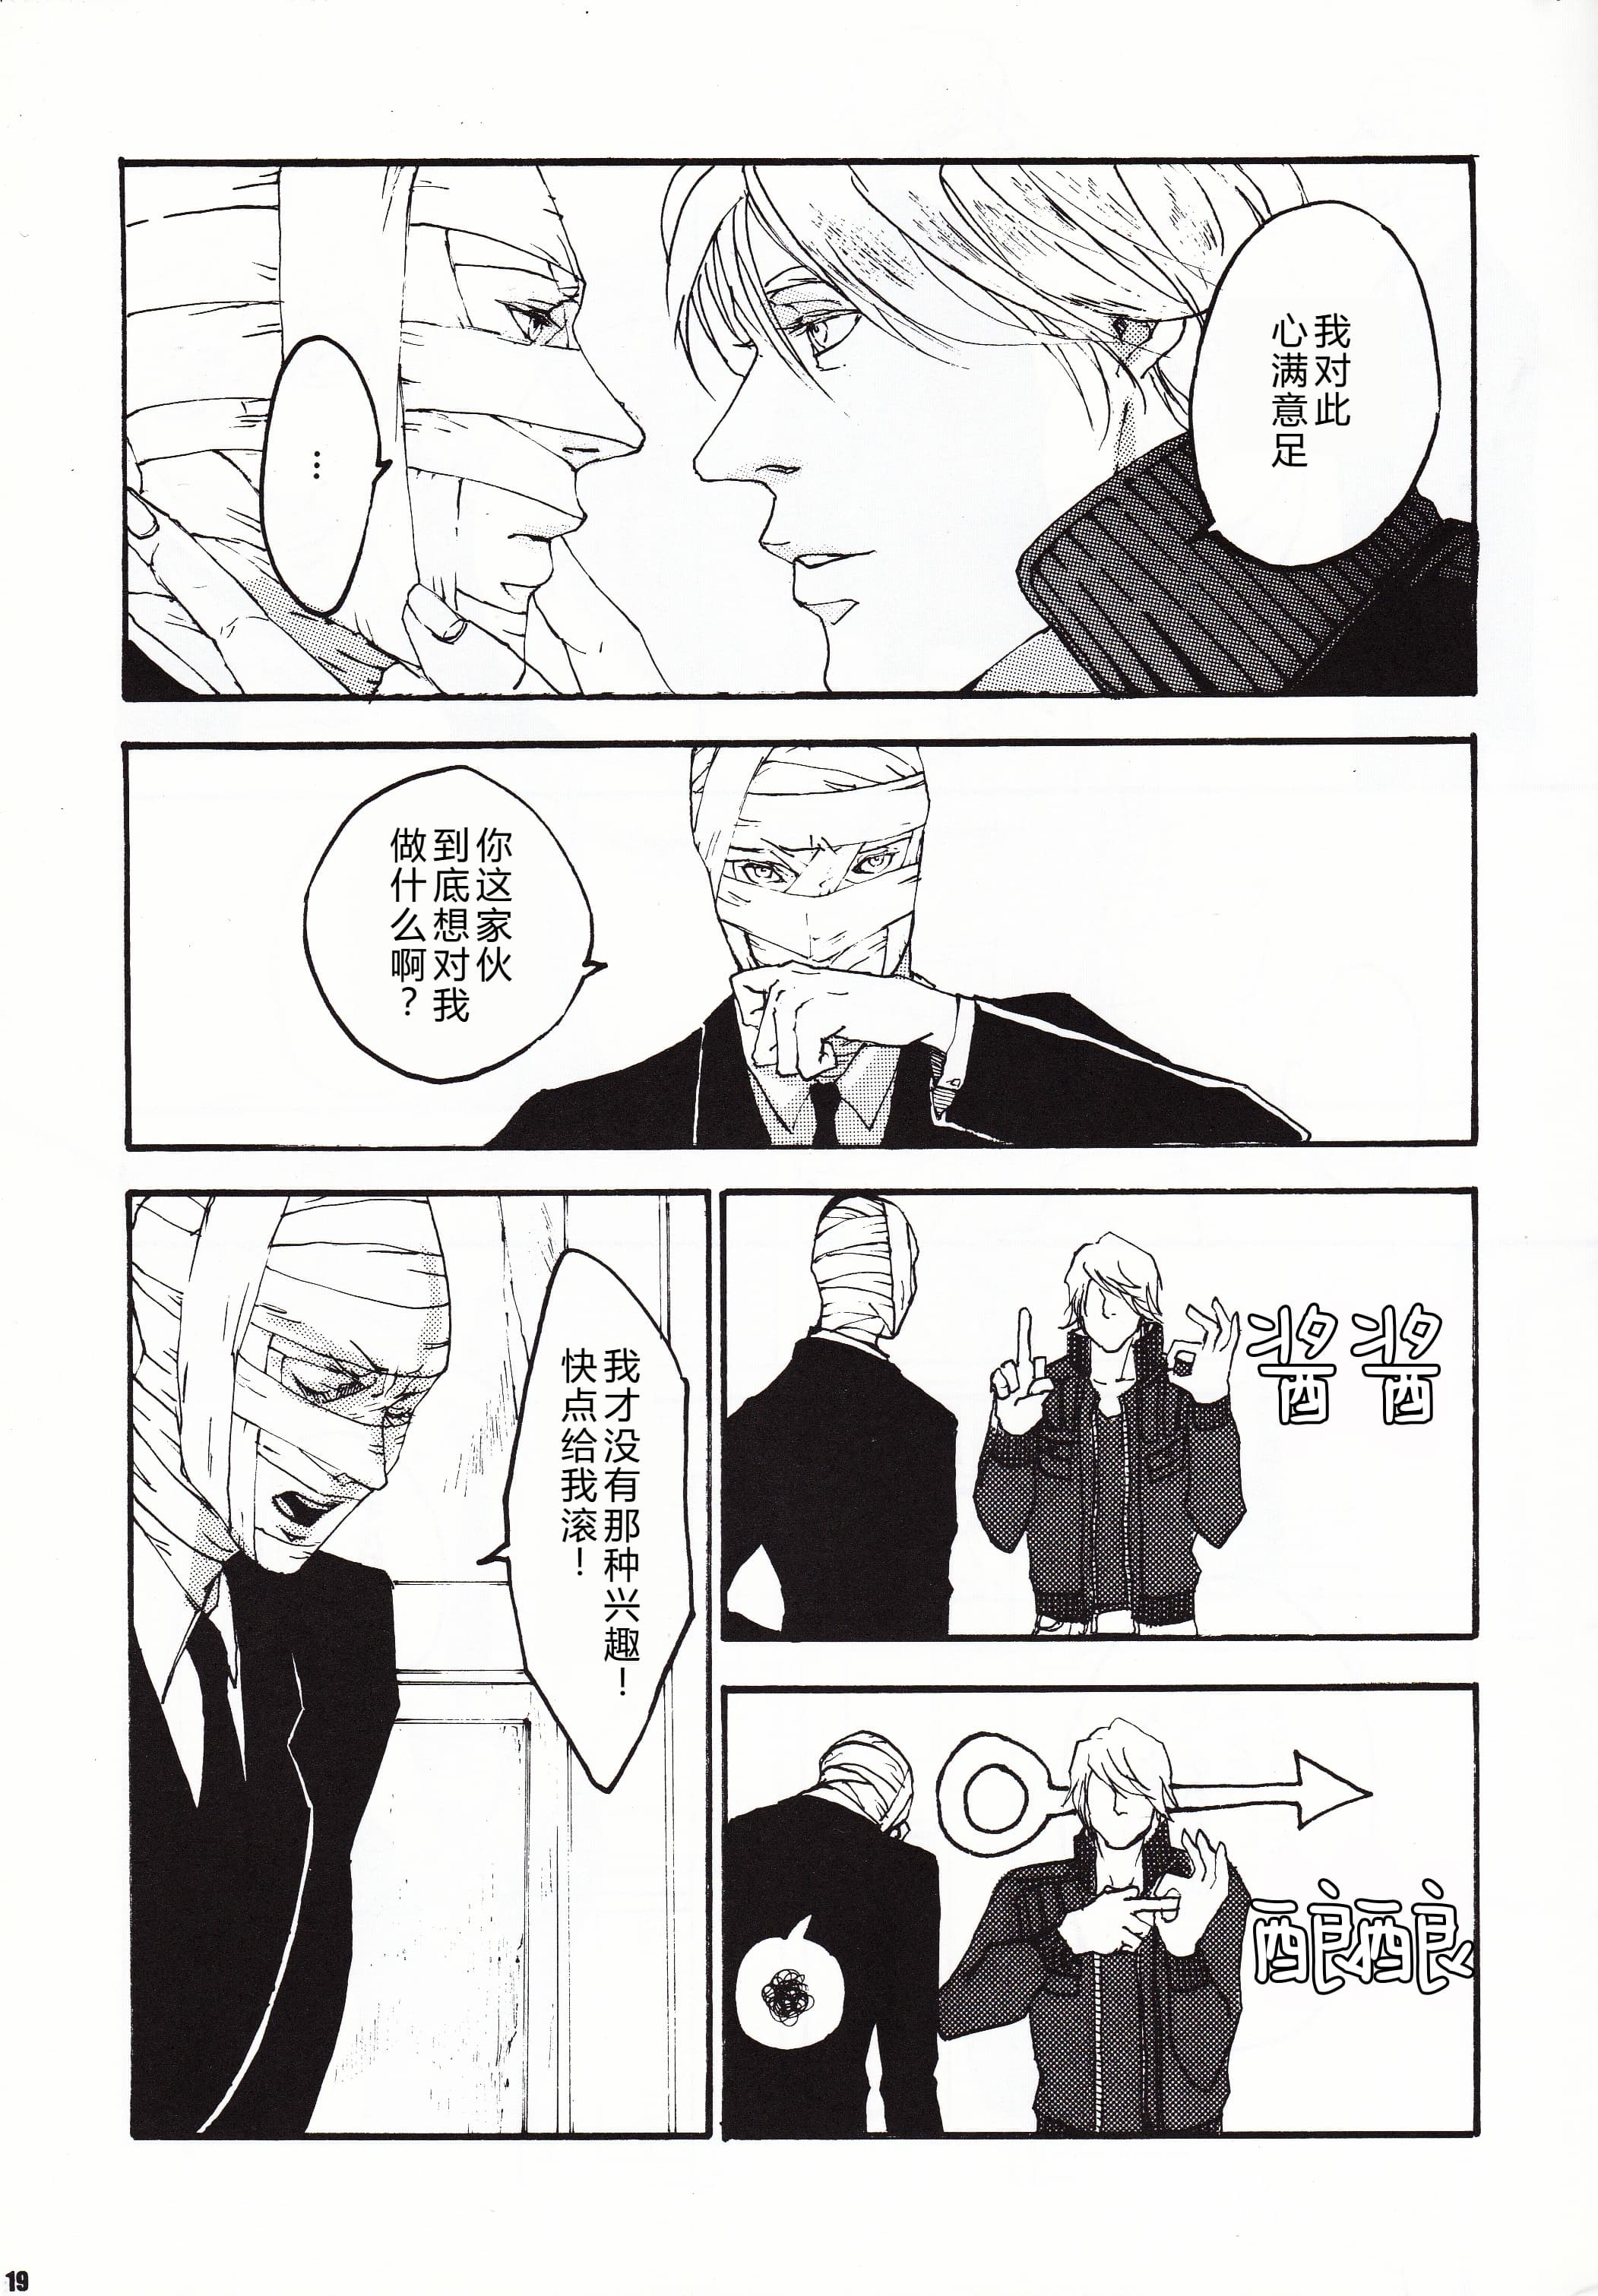 我对此
心满意足
…
你这家伙
到底想对我
做什么啊？
酱酱
酿酿
我才没有那种兴趣！
快点给我滚！
19